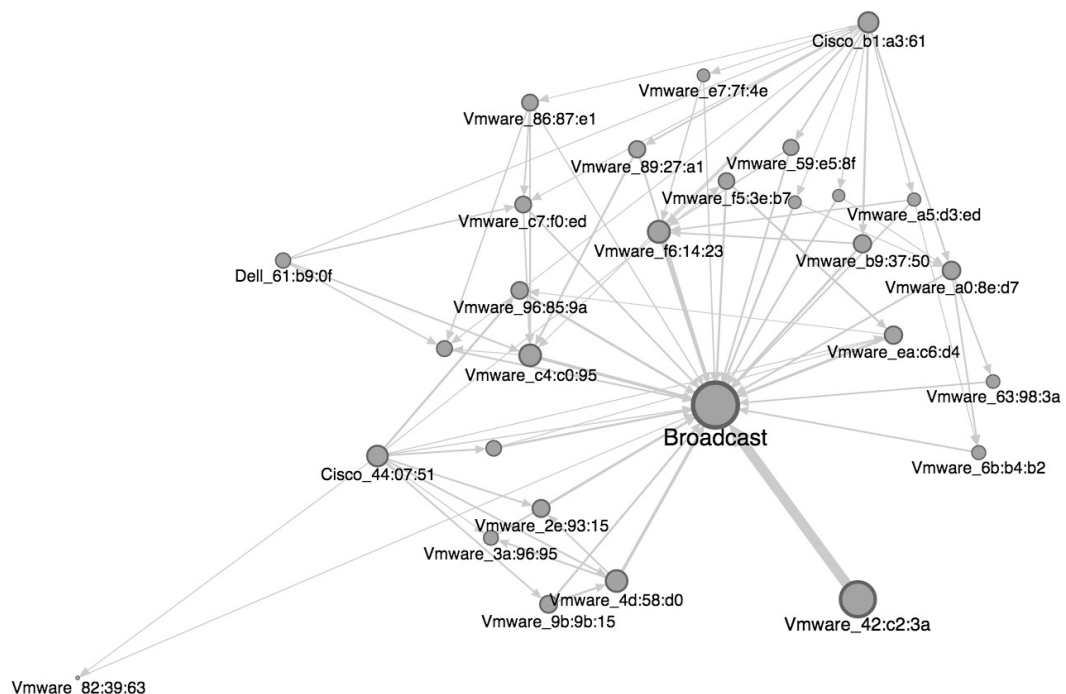 Cisco_b1:a3:61
Vmware_e7:7f:4e
Vmware_86:87:e1
Vmware_89:27:a1
Vmware_59:e5:8f
Vmware_f5:3e:b7
Vmware_a5:d3:ed
Vmware_c7:f0:ed
Vmware_f6:14:23
Vmware_b9:37:50
Dell_61:b9:0f
Vmware_a0:8e:d7
Vmware_96:85:9a
Vmware_ea:c6:d4
Vmware_c4:c0:95
Vmware_63:98:3a
Broadcast
Vmware_6b:b4:b2
Cisco_44:07:51
Vmware_2e:93:15
Vmware_3a:96:95
Vmware_4d:58:d0
Vmware_9b:9b:15
Vmware_42:c2:3a
Vmware_82:39:63